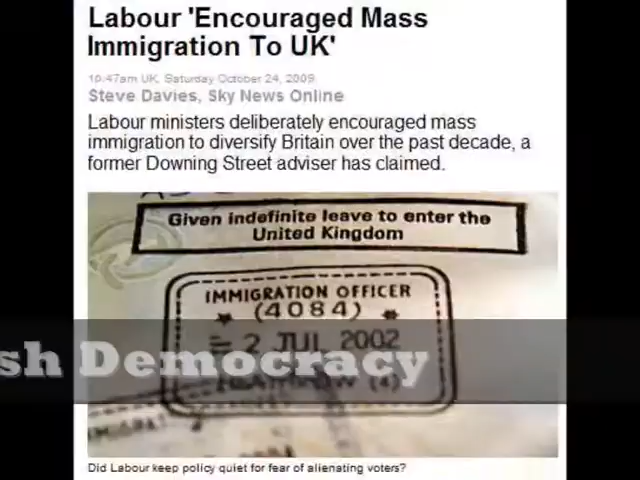 Labour 'Encouraged Mass
Immigration To UK'
10:47am UK, Saturday October 24, 2009
Steve Davies, Sky News Online
Labour ministers deliberately encouraged mass
immigration to diversify Britain over the past decade, a
former Downing Street adviser has claimed.
Given indefinite leave to enter the
United Kingdom
IMMIGRATION OFFICER
(4084)
2 JUL 2002
sh Democracy
HEATHROW (4)
Did Labour keep policy quiet for fear of alienating voters?